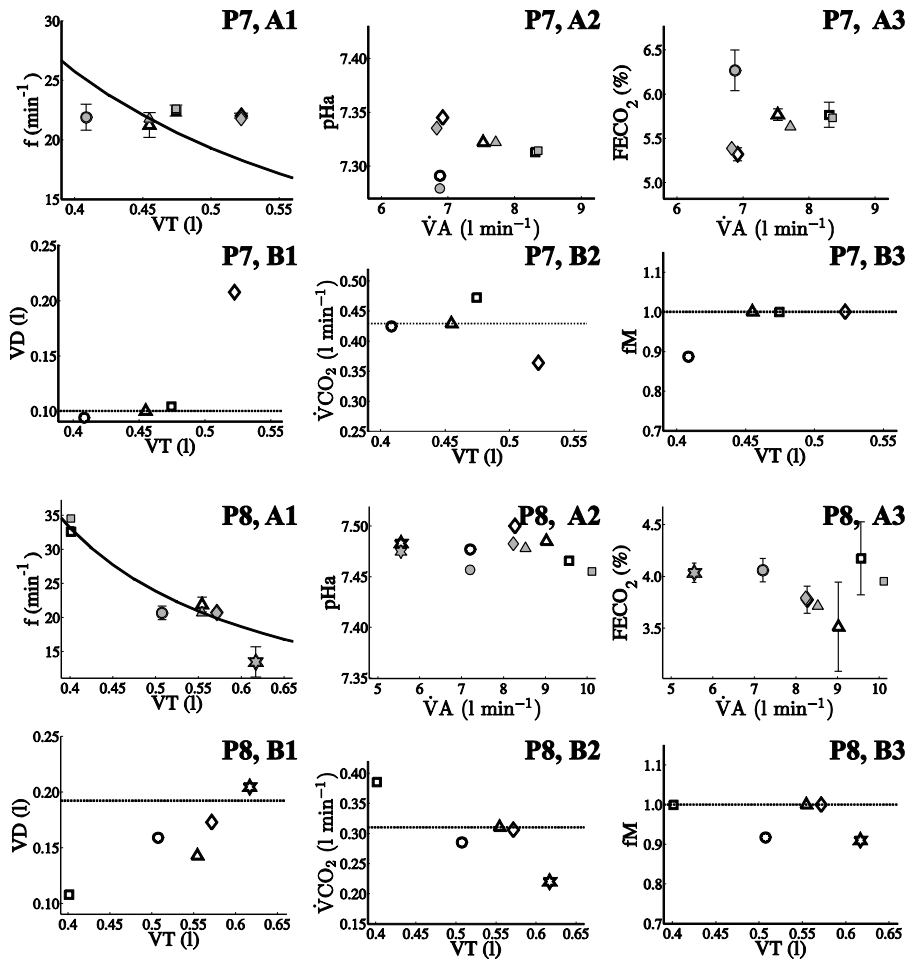 P7, A1
30
25
20
15
f (min⁻¹)
0.4 0.45 0.5 0.55
VT (l)
P7, A2
7.40
7.35
7.30
pHa
6 7 8 9
V̇A (l min⁻¹)
P7, A3
6.5
6.0
5.5
5.0
FECO₂ (%)
6 7 8 9
V̇A (l min⁻¹)
P7, B1
0.25
0.20
0.15
0.10
VD (l)
0.4 0.45 0.5 0.55
VT (l)
P7, B2
0.50
0.45
0.40
0.35
0.30
0.25
V̇CO₂ (l min⁻¹)
0.4 0.45 0.5 0.55
VT (l)
P7, B3
1.1
1.0
0.9
0.8
0.7
fM
0.4 0.45 0.5 0.55
VT (l)
P8, A1
35
30
25
20
15
f (min⁻¹)
0.4 0.45 0.5 0.55 0.6 0.65
VT (l)
P8, A2
7.50
7.45
7.40
7.35
pHa
5 6 7 8 9 10
V̇A (l min⁻¹)
P8, A3
4.5
4.0
3.5
FECO₂ (%)
5 6 7 8 9 10
V̇A (l min⁻¹)
P8, B1
0.25
0.20
0.15
0.10
VD (l)
0.4 0.45 0.5 0.55 0.6 0.65
VT (l)
P8, B2
0.40
0.35
0.30
0.25
0.20
0.15
V̇CO₂ (l min⁻¹)
0.4 0.45 0.5 0.55 0.6 0.65
VT (l)
P8, B3
1.1
1.0
0.9
0.8
0.7
fM
0.4 0.45 0.5 0.55 0.6 0.65
VT (l)